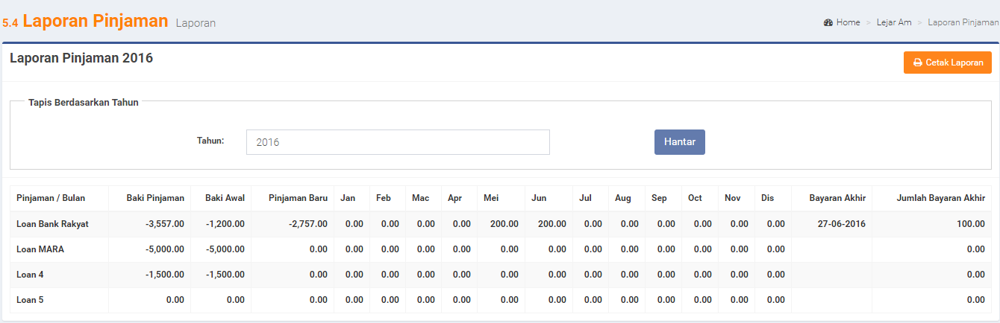 5.4 Laporan Pinjaman Laporan
Home > Lejar Am > Laporan Pinjaman
Laporan Pinjaman 2016
Cetak Laporan
Tapis Berdasarkan Tahun
Tahun: 2016 Hantar
Pinjaman / Bulan Baki Pinjaman Baki Awal Pinjaman Baru Jan Feb Mac Apr Mei Jun Jul Aug Sep Oct Nov Dis Bayaran Akhir Jumlah Bayaran Akhir
Loan Bank Rakyat -3,557.00 -1,200.00 -2,757.00 0.00 0.00 0.00 0.00 200.00 200.00 0.00 0.00 0.00 0.00 0.00 0.00 27-06-2016 100.00
Loan MARA -5,000.00 -5,000.00 0.00 0.00 0.00 0.00 0.00 0.00 0.00 0.00 0.00 0.00 0.00 0.00 0.00 0.00
Loan 4 -1,500.00 -1,500.00 0.00 0.00 0.00 0.00 0.00 0.00 0.00 0.00 0.00 0.00 0.00 0.00 0.00 0.00
Loan 5 0.00 0.00 0.00 0.00 0.00 0.00 0.00 0.00 0.00 0.00 0.00 0.00 0.00 0.00 0.00 0.00